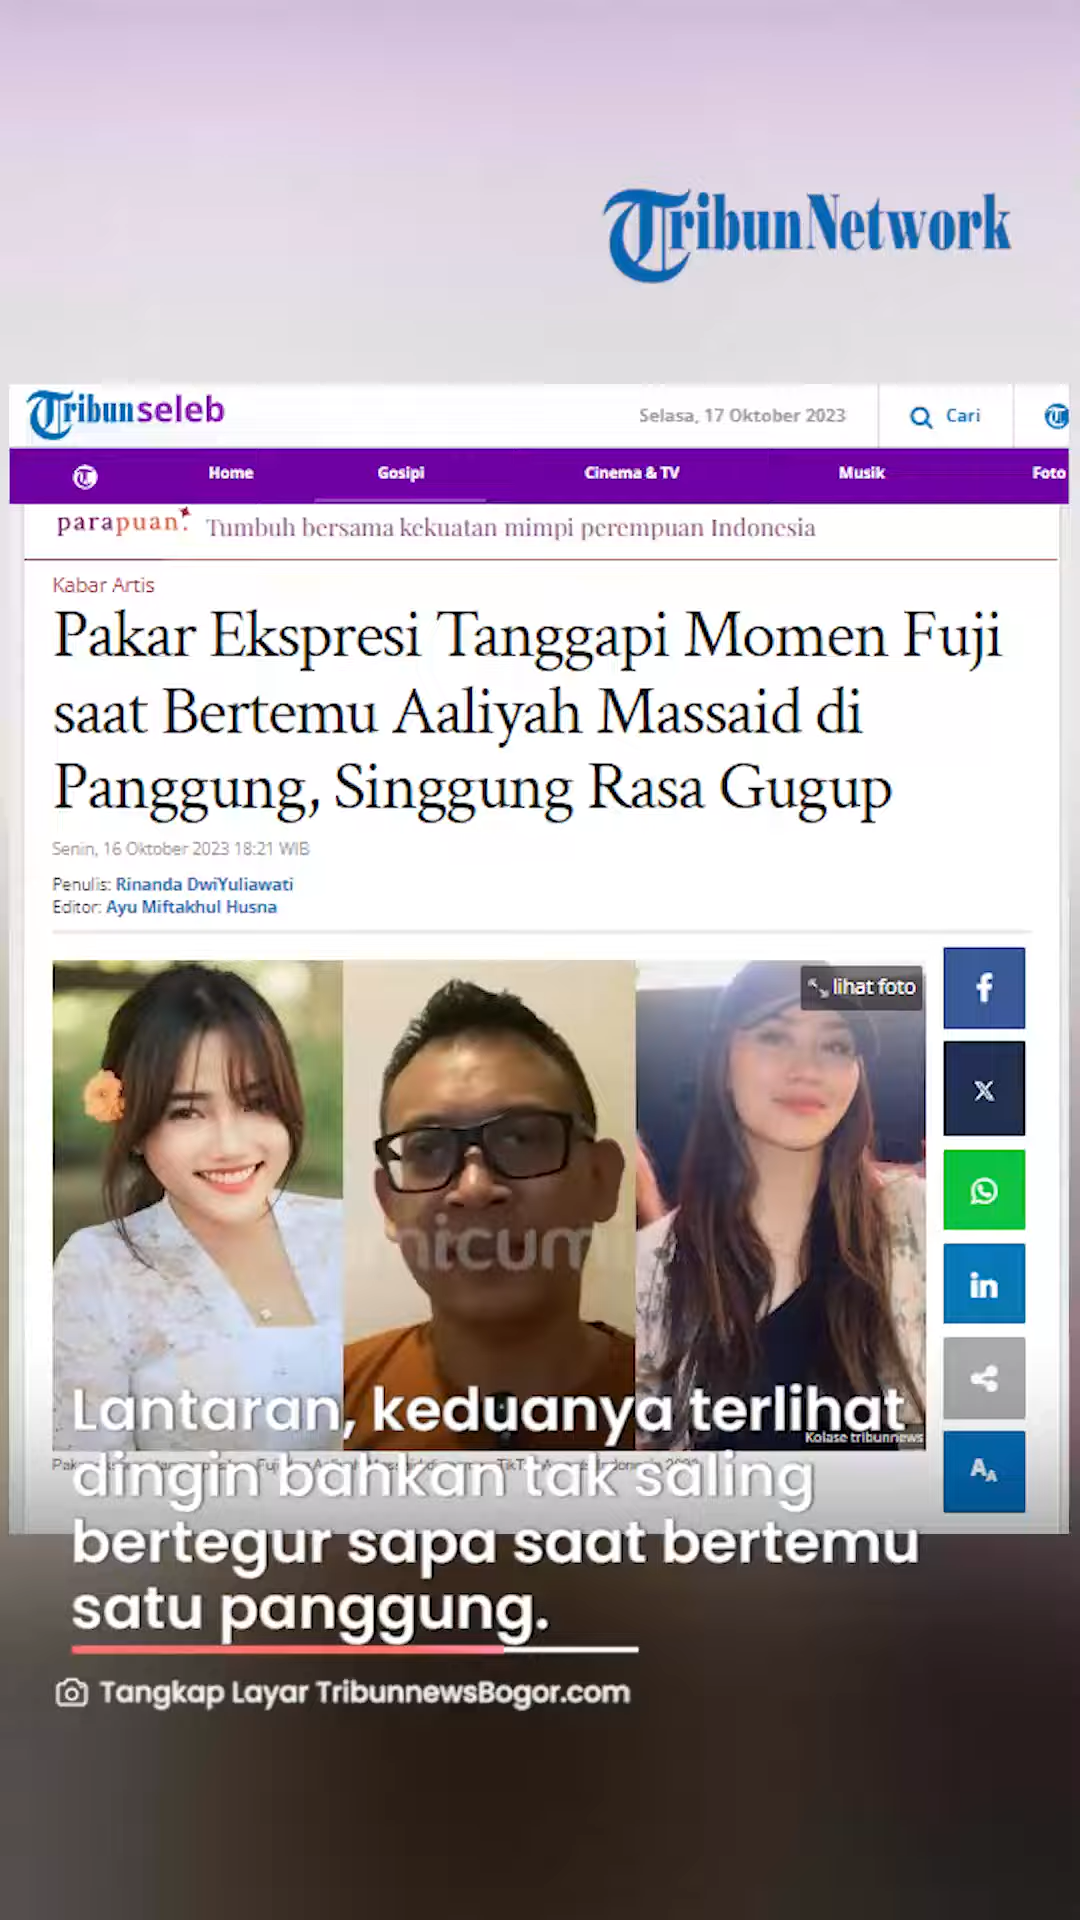 TribunNetwork
Tribunseleb
Selasa, 17 Oktober 2023
Cari
Home
Gosipi
Cinema & TV
Musik
Foto
parapuan.
Tumbuh bersama kekuatan mimpi perempuan Indonesia
Kabar Artis
Pakar Ekspresi Tanggapi Momen Fuji
saat Bertemu Aaliyah Massaid di
Panggung, Singgung Rasa Gugup
Senin, 16 Oktober 2023 18:21 WIB
Penulis: Rinanda DwiYuliawati
Editor: Ayu Miftakhul Husna
lihat foto
Kolase tribunnews
AA
Lantaran, keduanya terlihat
dingin bahkan tak saling
bertegur sapa saat bertemu
satu panggung.
Tangkap Layar TribunnewsBogor.com